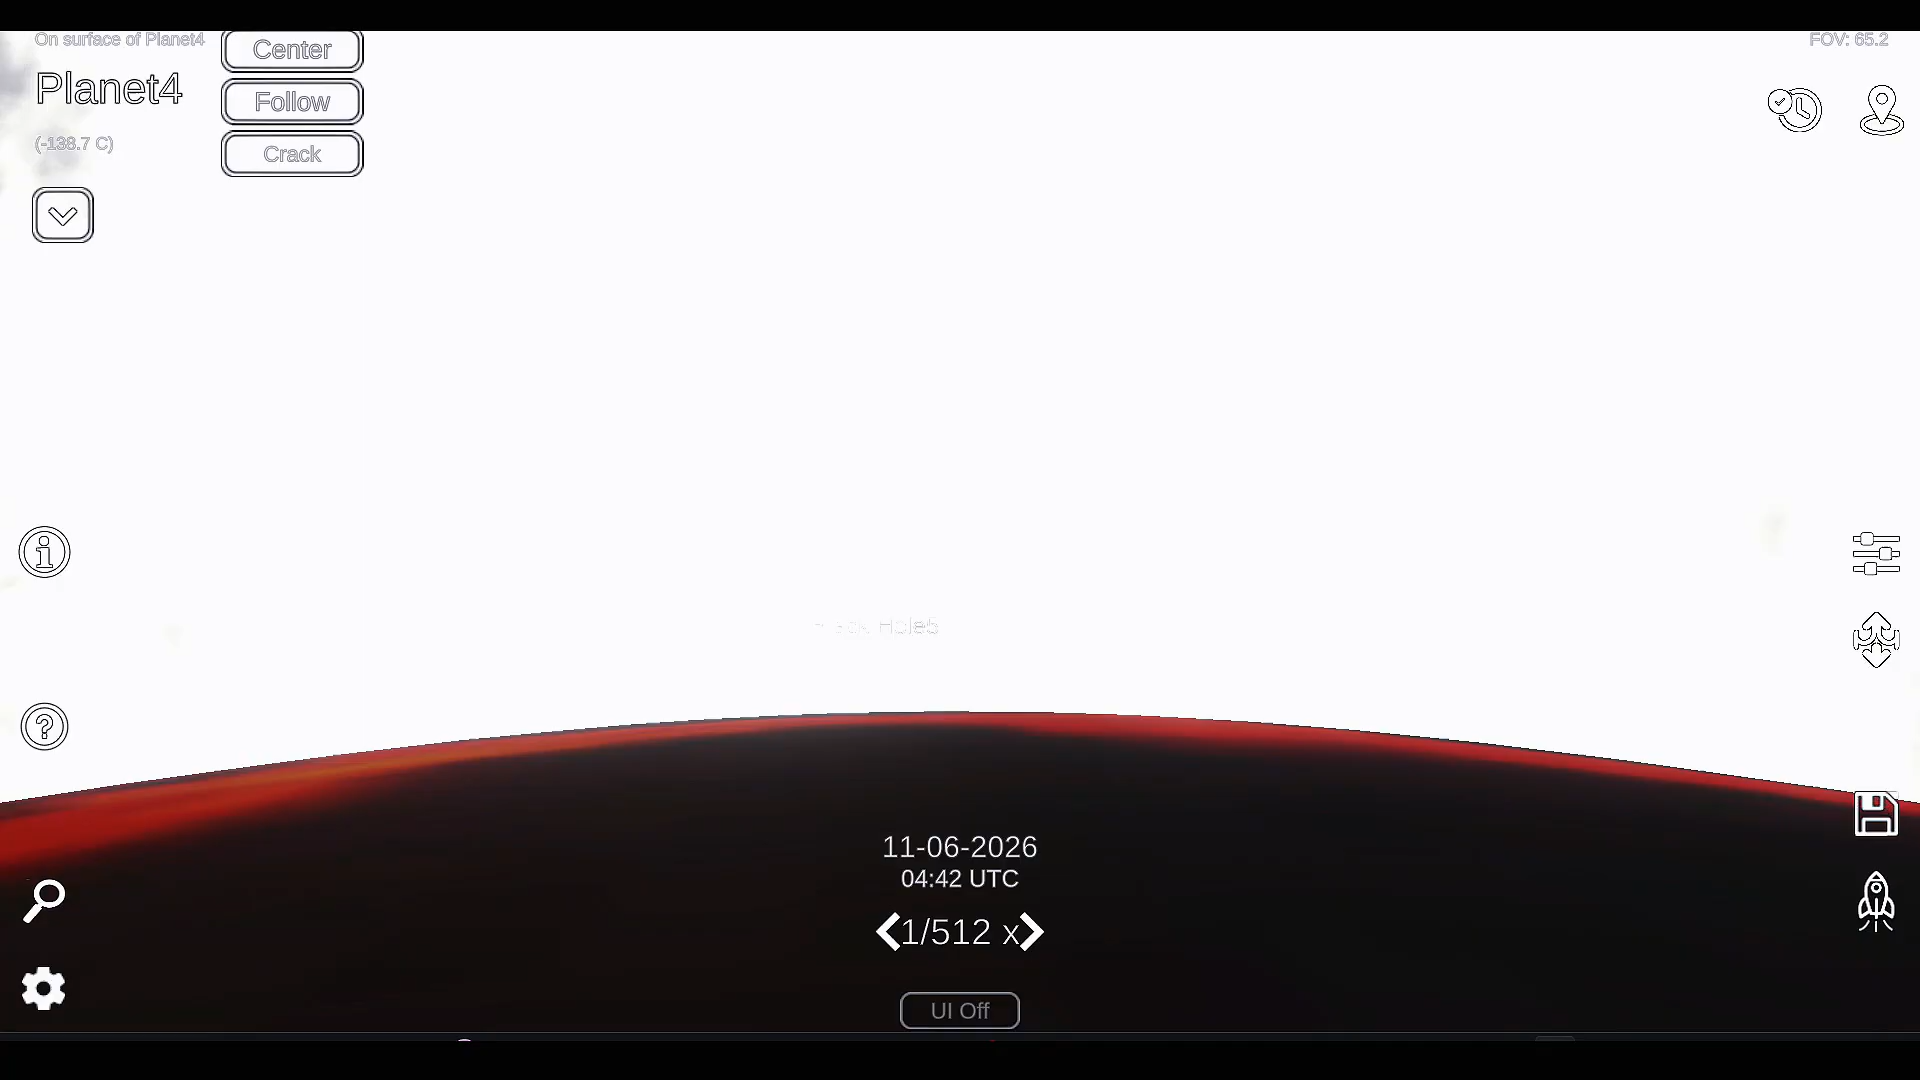 On surface of Planet4
Center
FOV: 65.2
Planet4
Follow
(-138.7 C)
Crack
Hole5
11-06-2026
04:42 UTC
1/512 x
UI Off